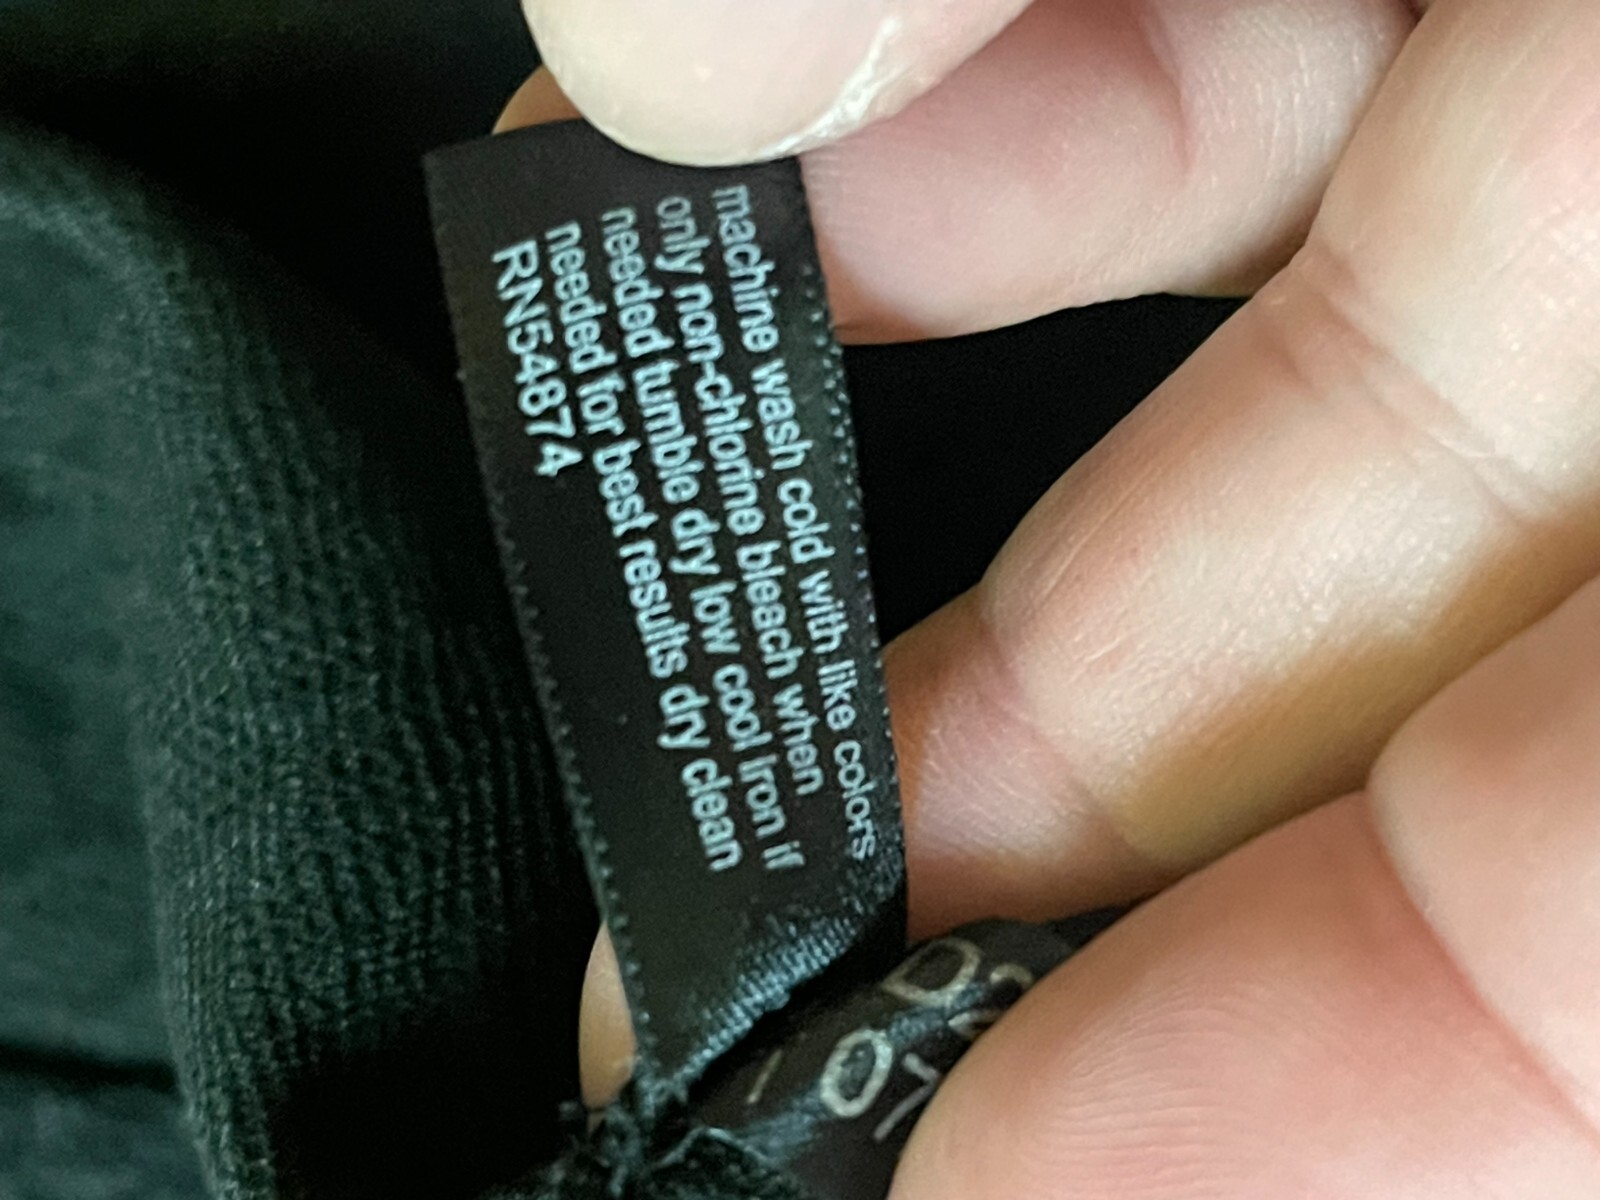 machine wash cold with like colors
only non-chlorine bleach when
needed tumble dry low cool iron if
needed for best results dry clean
RN54874